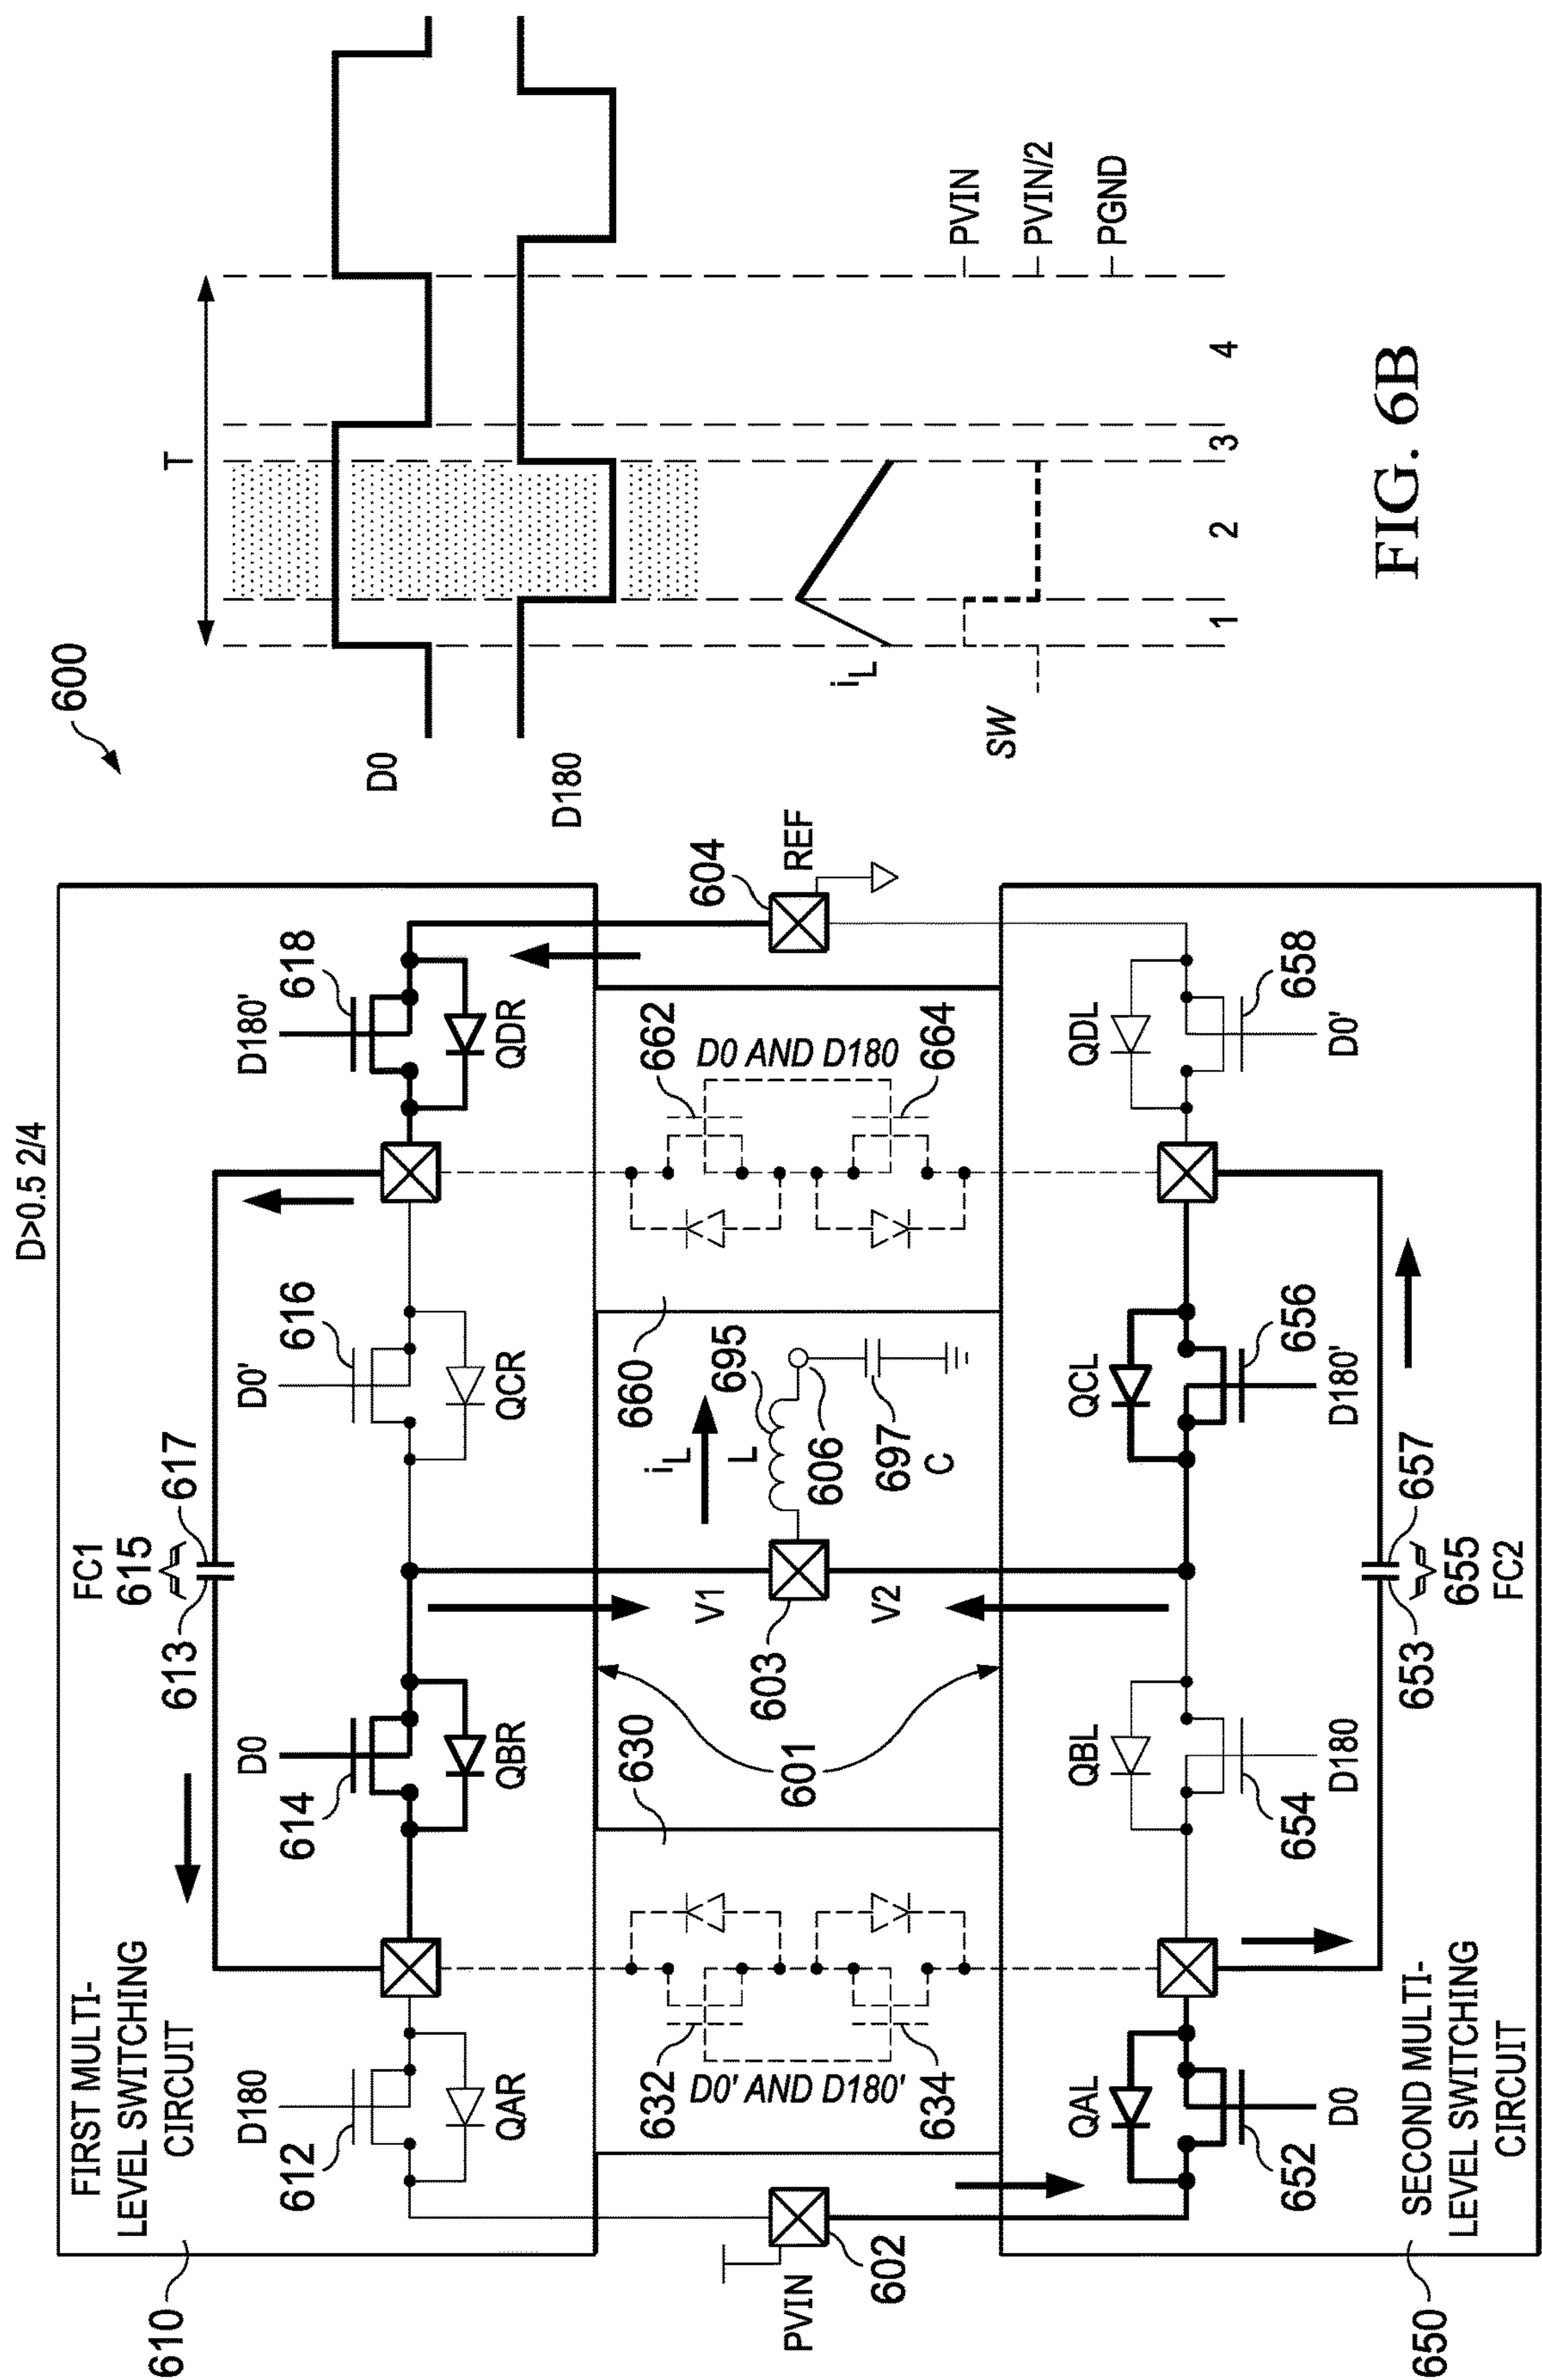 600
D>0.5 2/4
610
FIRST MULTI-
LEVEL SWITCHING
CIRCUIT
FC1
615
613
617
D180
612
QAR
D0
614
QBR
D0'
616
QCR
D180'
618
QDR
PVIN
602
630
632
D0' AND D180'
634
601
603
V1
V2
iL
L
695
606
697
C
660
662
D0 AND D180
664
604
REF
650
SECOND MULTI-
LEVEL SWITCHING
CIRCUIT
QAL
652
D0
QBL
654
D180
QCL
656
D180'
QDL
658
D0'
653
657
655
FC2
T
D0
D180
iL
SW
PVIN
PVIN/2
PGND
1
2
3
4
FIG. 6B